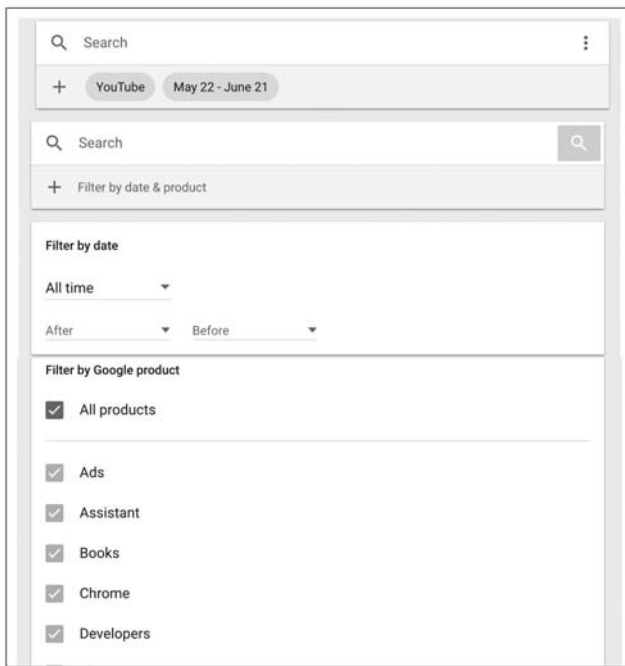 Search
YouTube May 22 - June 21
Search
Filter by date & product
Filter by date
All time
After Before
Filter by Google product
All products
Ads
Assistant
Books
Chrome
Developers